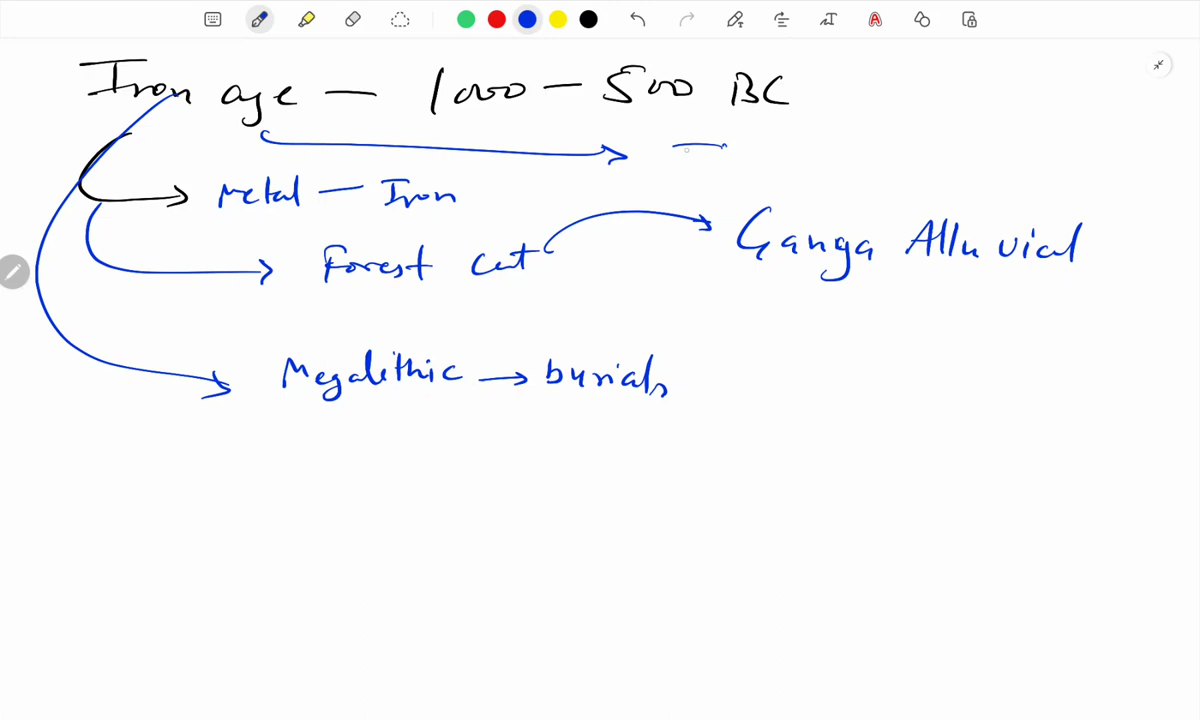 Iron age — 1000 — 500 BC
Metal — Iron
Forest cut → Ganga Alluvial
Megalithic → burials